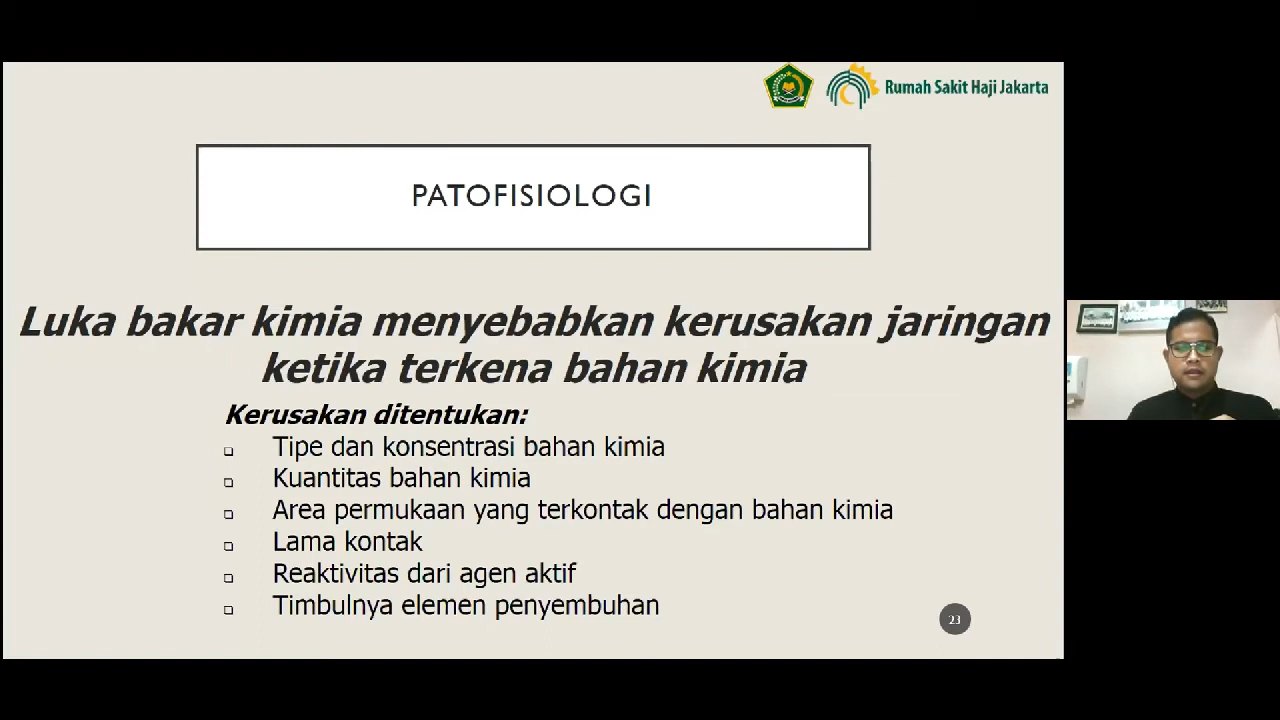 Rumah Sakit Haji Jakarta
PATOFISIOLOGI
Luka bakar kimia menyebabkan kerusakan jaringan
ketika terkena bahan kimia
Kerusakan ditentukan:
Tipe dan konsentrasi bahan kimia
Kuantitas bahan kimia
Area permukaan yang terkontak dengan bahan kimia
Lama kontak
Reaktivitas dari agen aktif
Timbulnya elemen penyembuhan
23